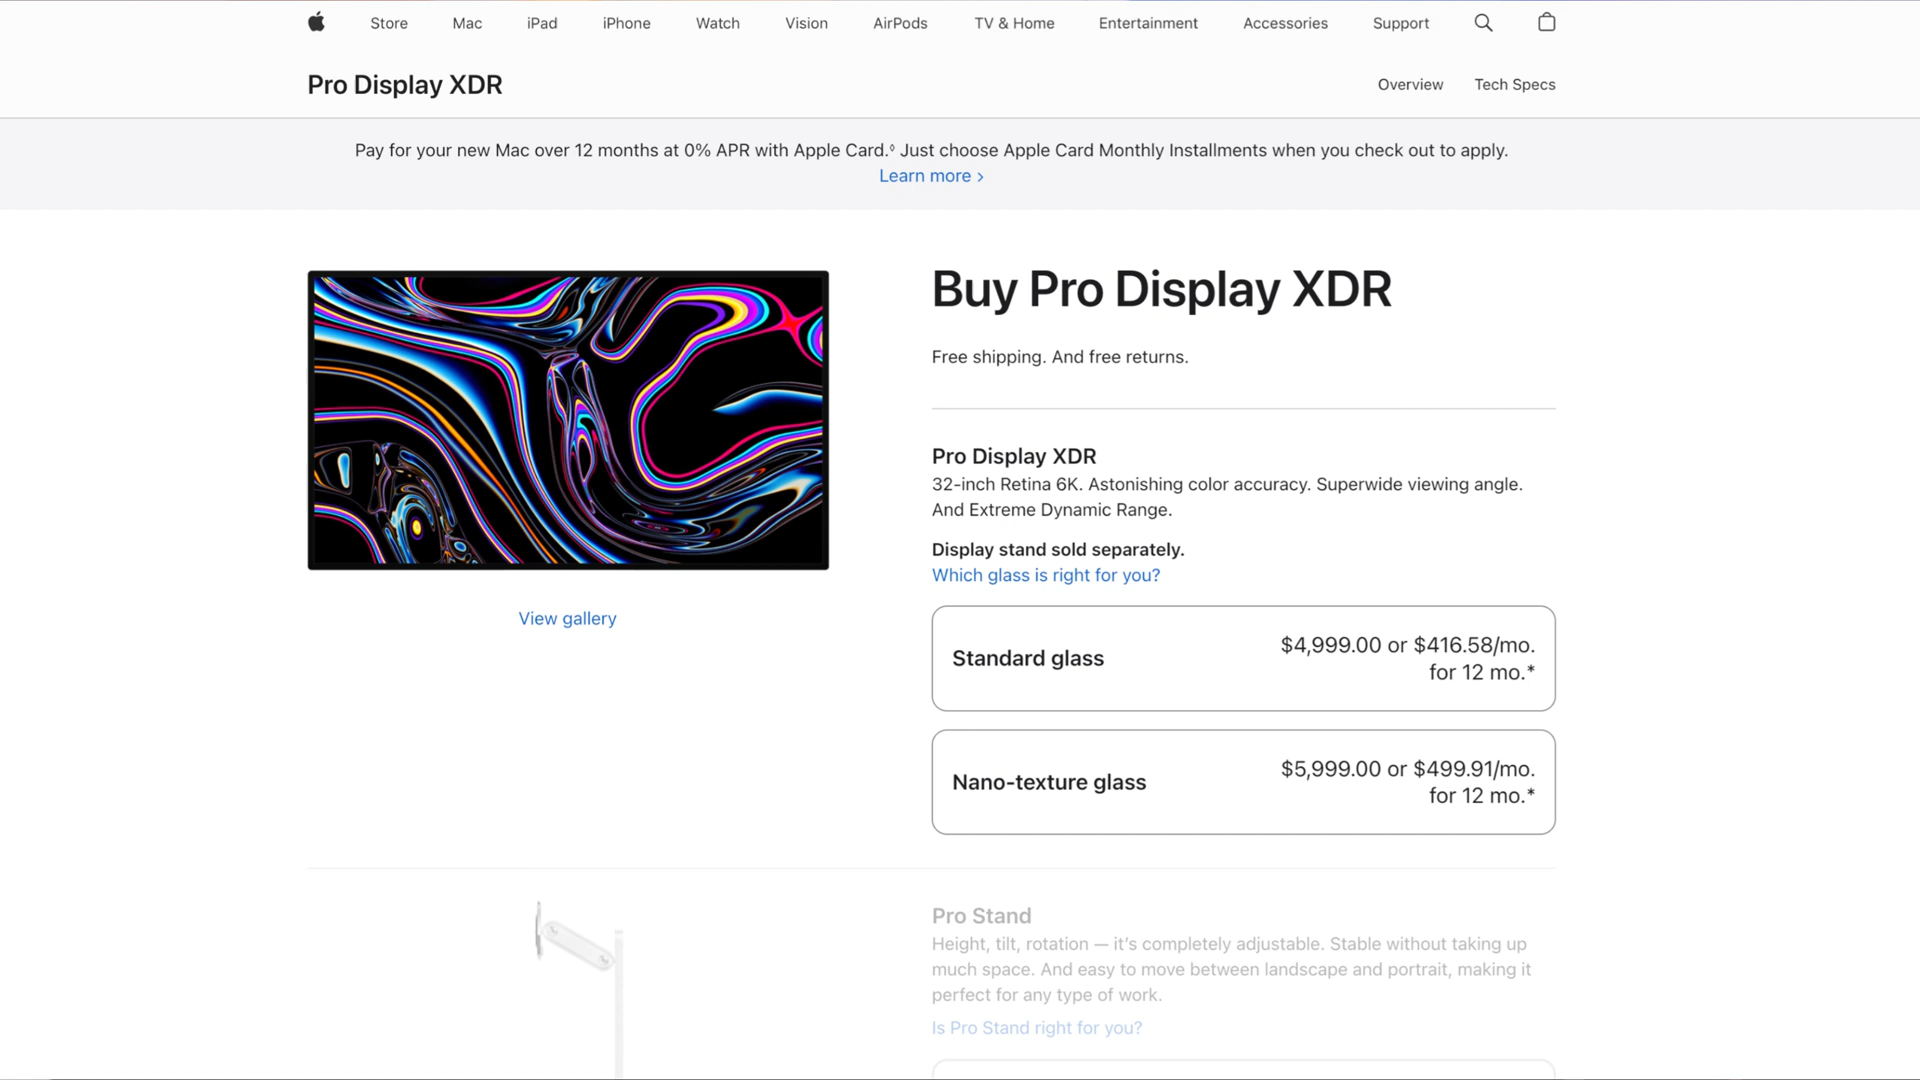 Store Mac iPad iPhone Watch Vision AirPods TV & Home Entertainment Accessories Support
Pro Display XDR
Overview Tech Specs
Pay for your new Mac over 12 months at 0% APR with Apple Card.◊ Just choose Apple Card Monthly Installments when you check out to apply.
Learn more >
View gallery
Buy Pro Display XDR
Free shipping. And free returns.
Pro Display XDR
32-inch Retina 6K. Astonishing color accuracy. Superwide viewing angle.
And Extreme Dynamic Range.
Display stand sold separately.
Which glass is right for you?
Standard glass
$4,999.00 or $416.58/mo.
for 12 mo.*
Nano-texture glass
$5,999.00 or $499.91/mo.
for 12 mo.*
Pro Stand
Height, tilt, rotation — it’s completely adjustable. Stable without taking up
much space. And easy to move between landscape and portrait, making it
perfect for any type of work.
Is Pro Stand right for you?